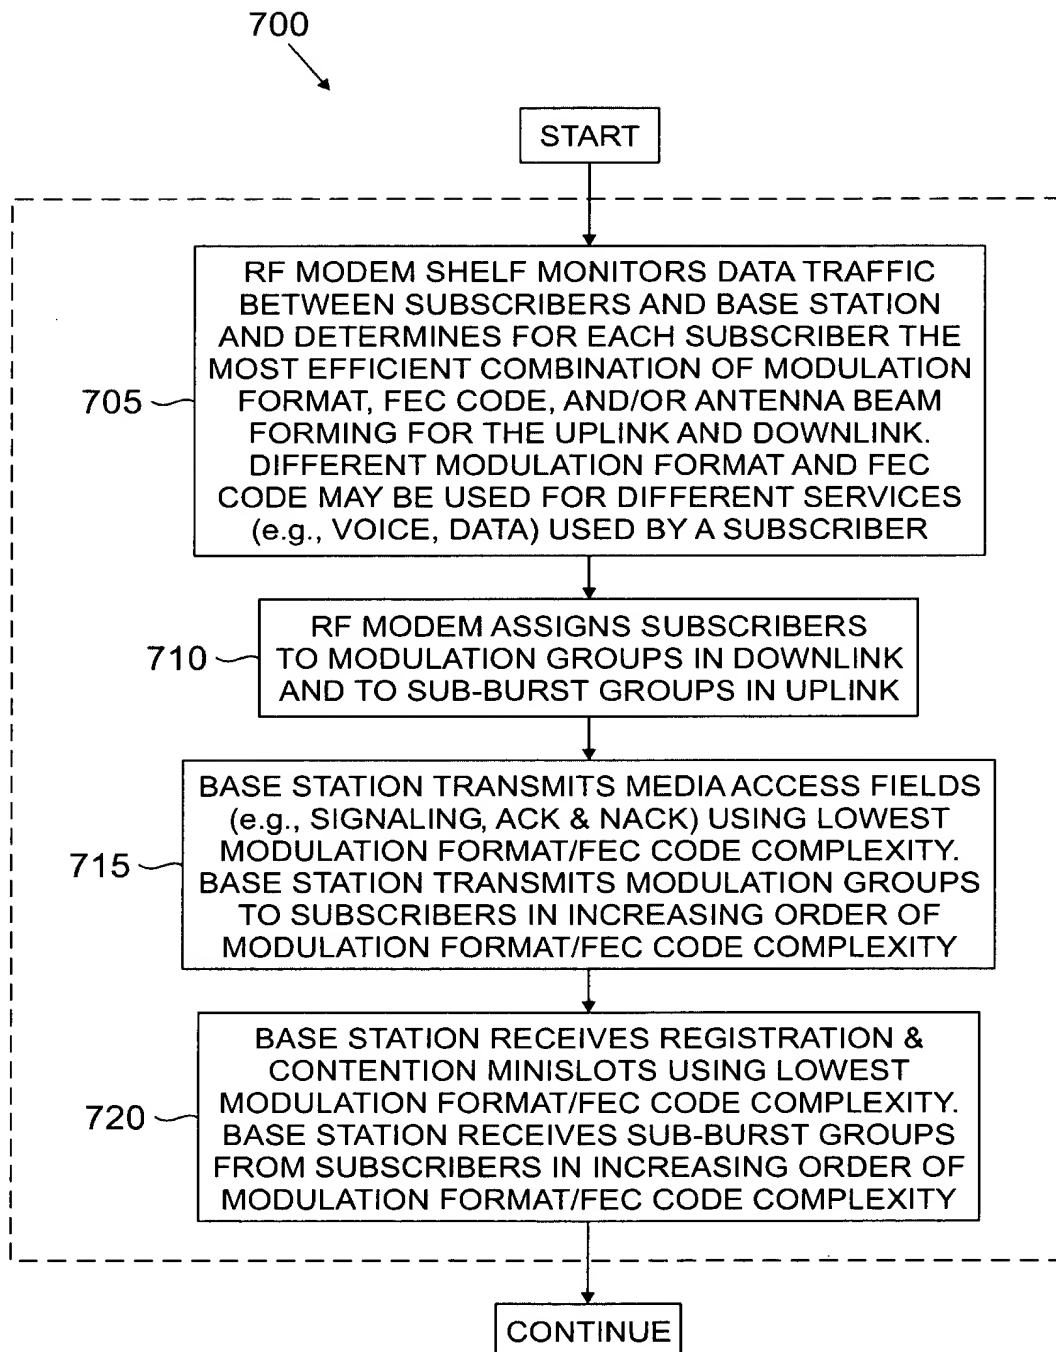 700
START
705
RF MODEM SHELF MONITORS DATA TRAFFIC
BETWEEN SUBSCRIBERS AND BASE STATION
AND DETERMINES FOR EACH SUBSCRIBER THE
MOST EFFICIENT COMBINATION OF MODULATION
FORMAT, FEC CODE, AND/OR ANTENNA BEAM
FORMING FOR THE UPLINK AND DOWNLINK.
DIFFERENT MODULATION FORMAT AND FEC
CODE MAY BE USED FOR DIFFERENT SERVICES
(e.g., VOICE, DATA) USED BY A SUBSCRIBER
710
RF MODEM ASSIGNS SUBSCRIBERS
TO MODULATION GROUPS IN DOWNLINK
AND TO SUB-BURST GROUPS IN UPLINK
715
BASE STATION TRANSMITS MEDIA ACCESS FIELDS
(e.g., SIGNALING, ACK & NACK) USING LOWEST
MODULATION FORMAT/FEC CODE COMPLEXITY.
BASE STATION TRANSMITS MODULATION GROUPS
TO SUBSCRIBERS IN INCREASING ORDER OF
MODULATION FORMAT/FEC CODE COMPLEXITY
720
BASE STATION RECEIVES REGISTRATION &
CONTENTION MINISLOTS USING LOWEST
MODULATION FORMAT/FEC CODE COMPLEXITY.
BASE STATION RECEIVES SUB-BURST GROUPS
FROM SUBSCRIBERS IN INCREASING ORDER OF
MODULATION FORMAT/FEC CODE COMPLEXITY
CONTINUE